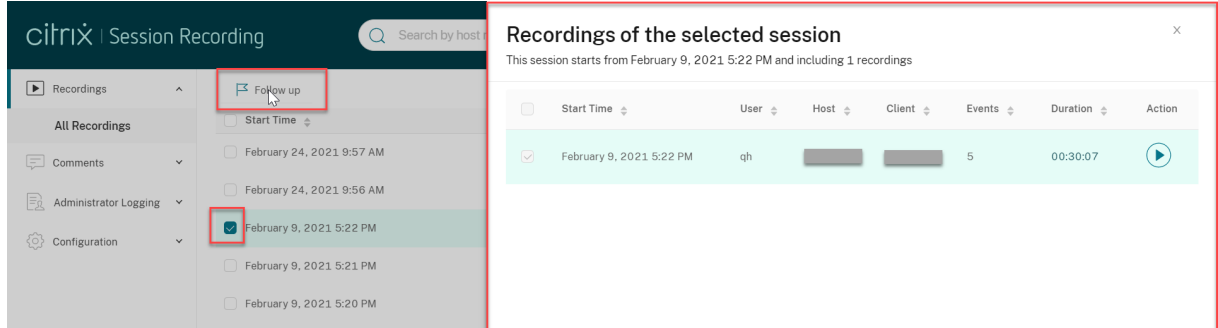 citrix | Session Recording
Search by host
Recordings
All Recordings
Comments
Administrator Logging
Configuration
Follow up
Start Time
February 24, 2021 9:57 AM
February 24, 2021 9:56 AM
February 9, 2021 5:22 PM
February 9, 2021 5:21 PM
February 9, 2021 5:20 PM
Recordings of the selected session
This session starts from February 9, 2021 5:22 PM and including 1 recordings
Start Time User Host Client Events Duration Action
February 9, 2021 5:22 PM qh 5 00:30:07